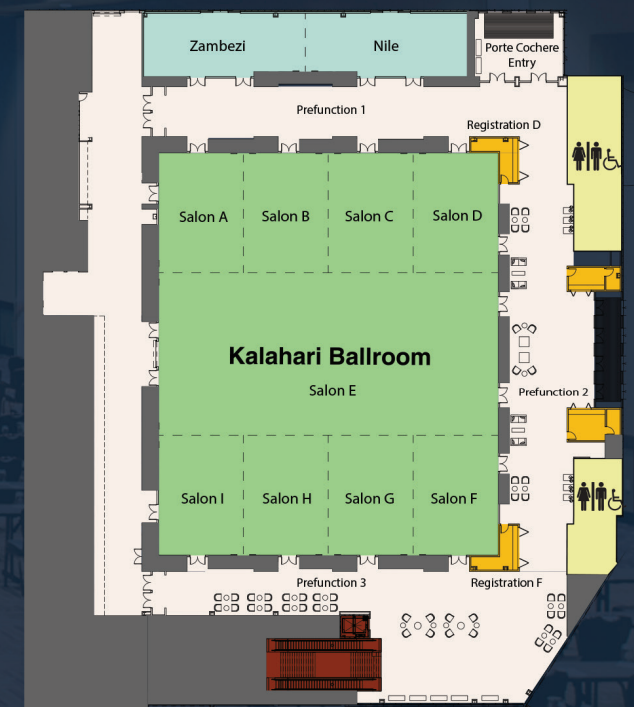 Zambezi
Nile
Porte Cochere
Entry
Prefunction 1
Registration D
Salon A
Salon B
Salon C
Salon D
Kalahari Ballroom
Salon E
Prefunction 2
Salon I
Salon H
Salon G
Salon F
Prefunction 3
Registration F